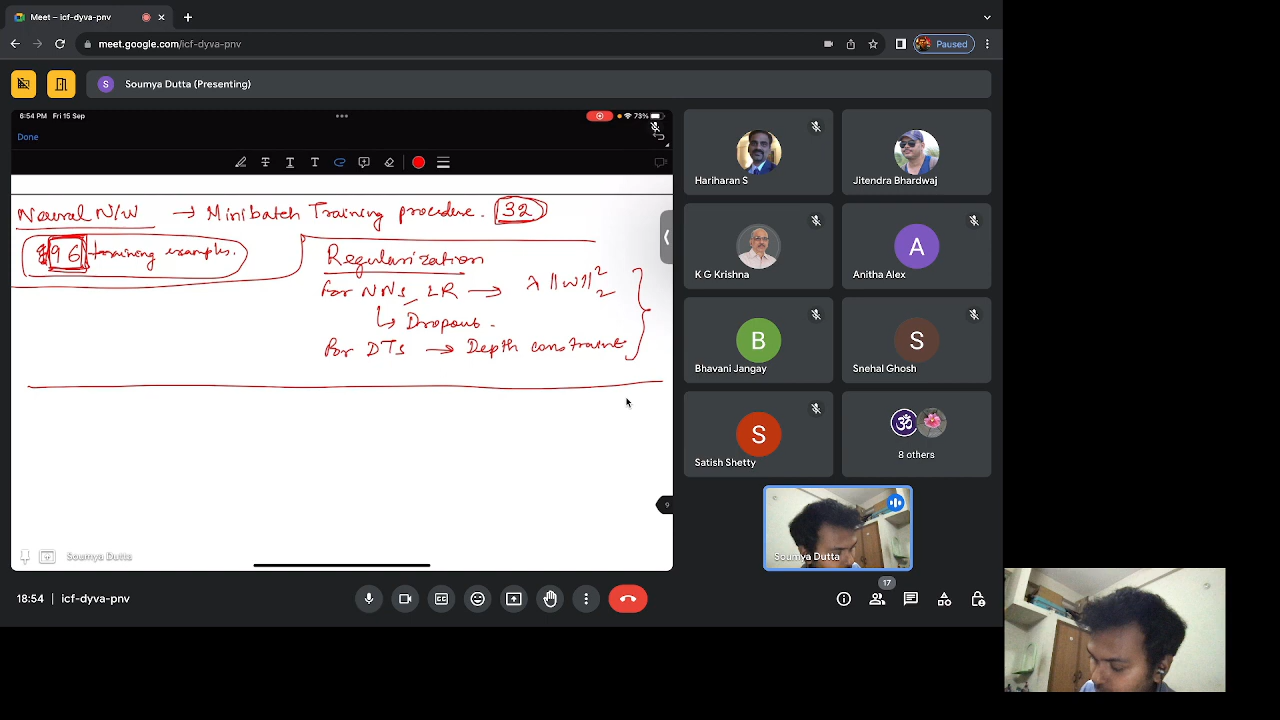 Meet – icf-dyva-pnv
meet.google.com/icf-dyva-pnv
Paused
S
Soumya Dutta (Presenting)
6:54 PM Fri 15 Sep
73%
Done
T T T
Neural N/W → Minibatch Training procedure. 32
96 training examples.
Regularization
For NNs, LR → λ ||w||₂²
↳ Dropout.
For DTs → Depth constraint
9
Soumya Dutta
Hariharan S
Jitendra Bhardwaj
K G Krishna
A
Anitha Alex
B
Bhavani Jangay
S
Snehal Ghosh
S
Satish Shetty
ॐ
8 others
Soumya Dutta
18:54 | icf-dyva-pnv
17